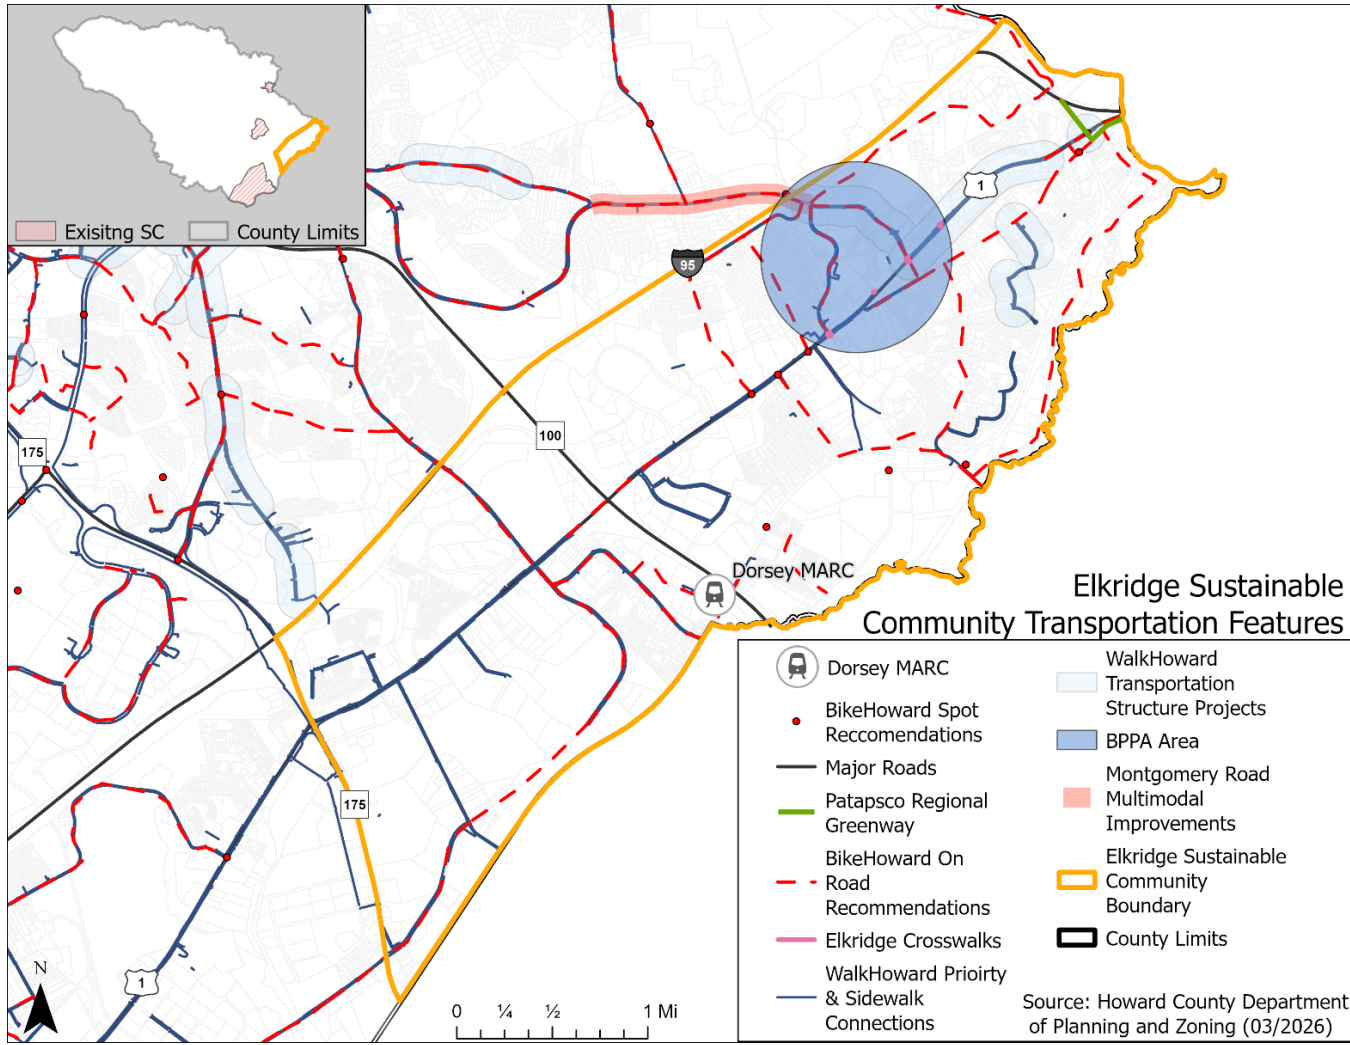 Exisitng SC
County Limits
1
95
100
175
Dorsey MARC
175
1
N
0 ¼ ½ 1 Mi
Elkridge Sustainable
Community Transportation Features
Dorsey MARC
BikeHoward Spot
Reccomendations
Major Roads
Patapsco Regional
Greenway
BikeHoward On
Road
Recommendations
Elkridge Crosswalks
WalkHoward Prioirty
& Sidewalk
Connections
WalkHoward
Transportation
Structure Projects
BPPA Area
Montgomery Road
Multimodal
Improvements
Elkridge Sustainable
Community
Boundary
County Limits
Source: Howard County Department
of Planning and Zoning (03/2026)